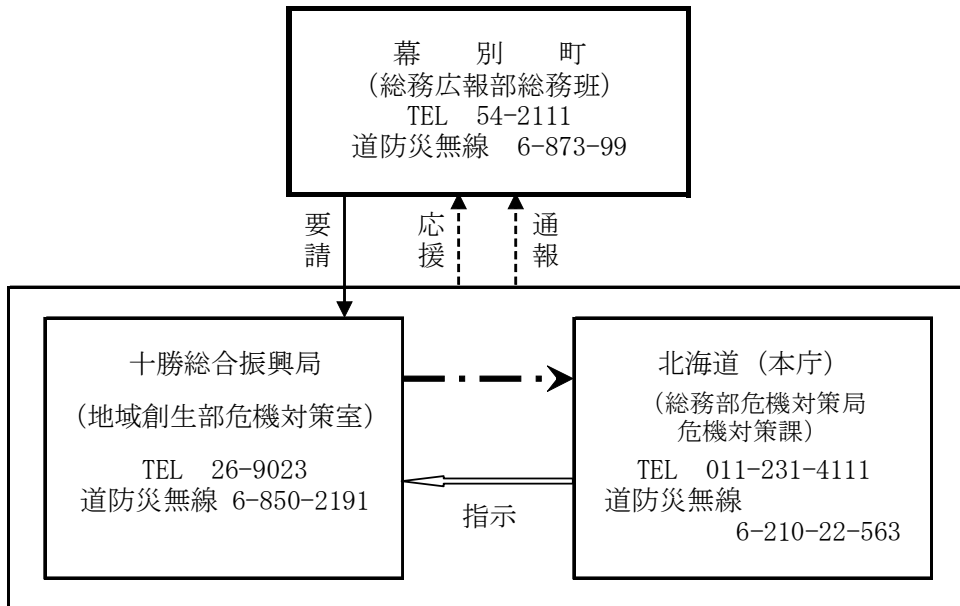 幕　別　町
（総務広報部総務班）
TEL　54-2111
道防災無線　6-873-99
要請
応援
通報
十勝総合振興局
（地域創生部危機対策室）
TEL　26-9023
道防災無線 6-850-2191
指示
北海道（本庁）
（総務部危機対策局
危機対策課）
TEL　011-231-4111
道防災無線
6-210-22-563